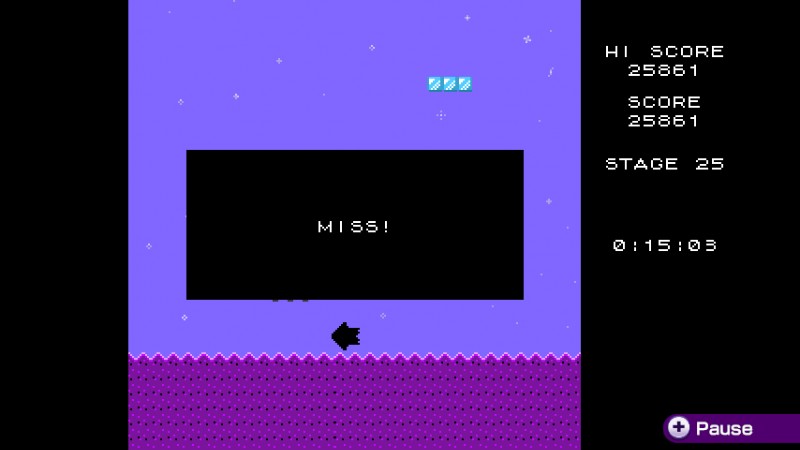 HI SCORE
25861
SCORE
25861
STAGE 25
MISS!
0:15:03
Pause